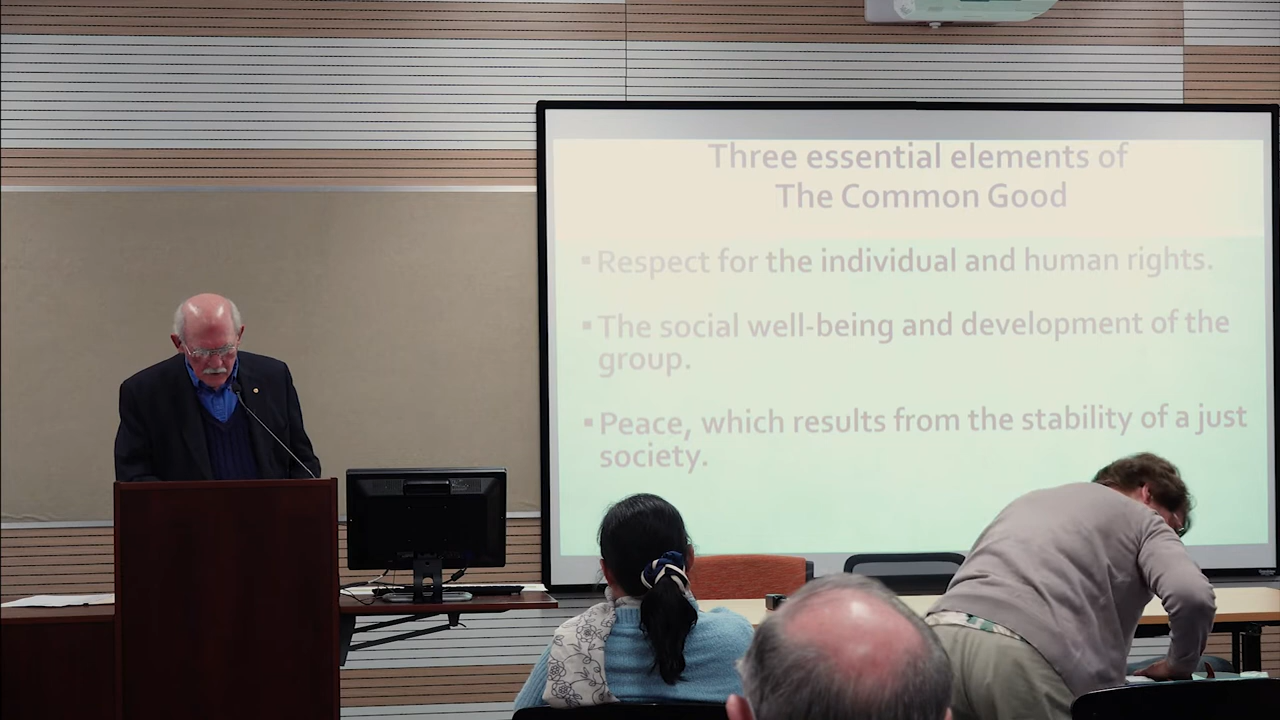 Three essential elements of
The Common Good
▪ Respect for the individual and human rights.
▪ The social well-being and development of the
group.
▪ Peace, which results from the stability of a just
society.